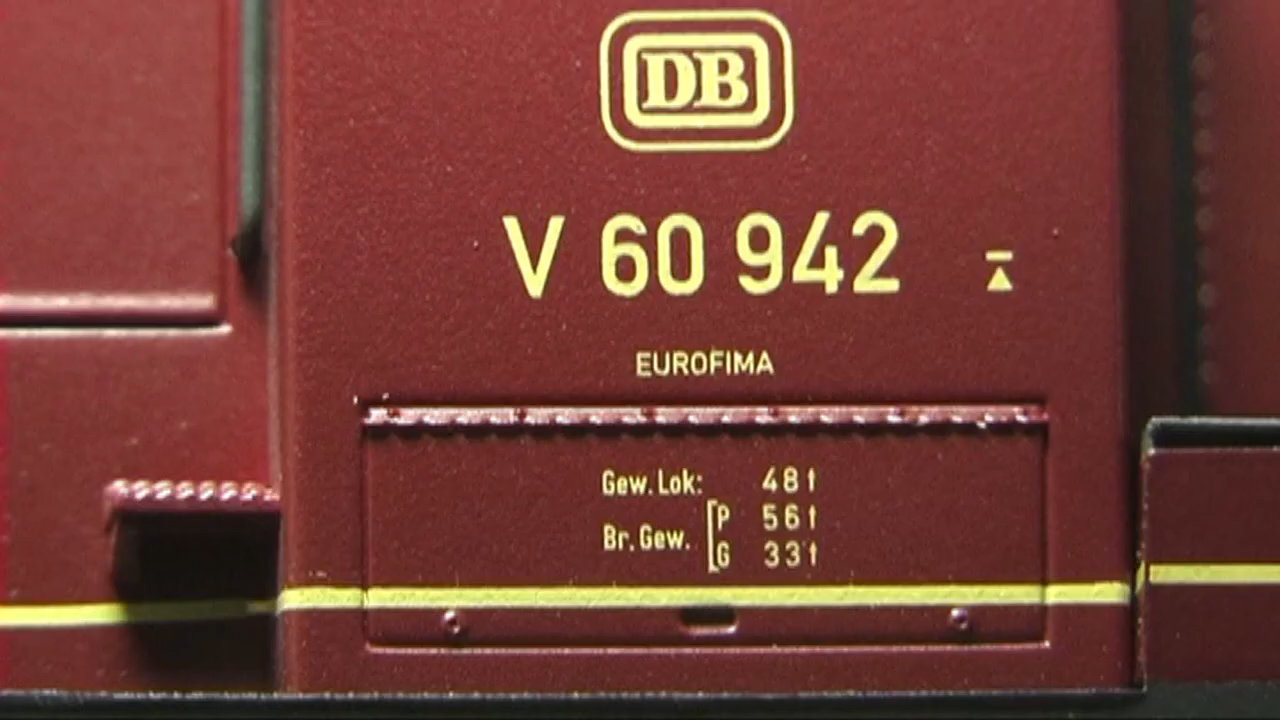 DB
V 60 942
EUROFIMA
Gew. Lok: 48 t
Br. Gew. [P 56 t
G 33 t